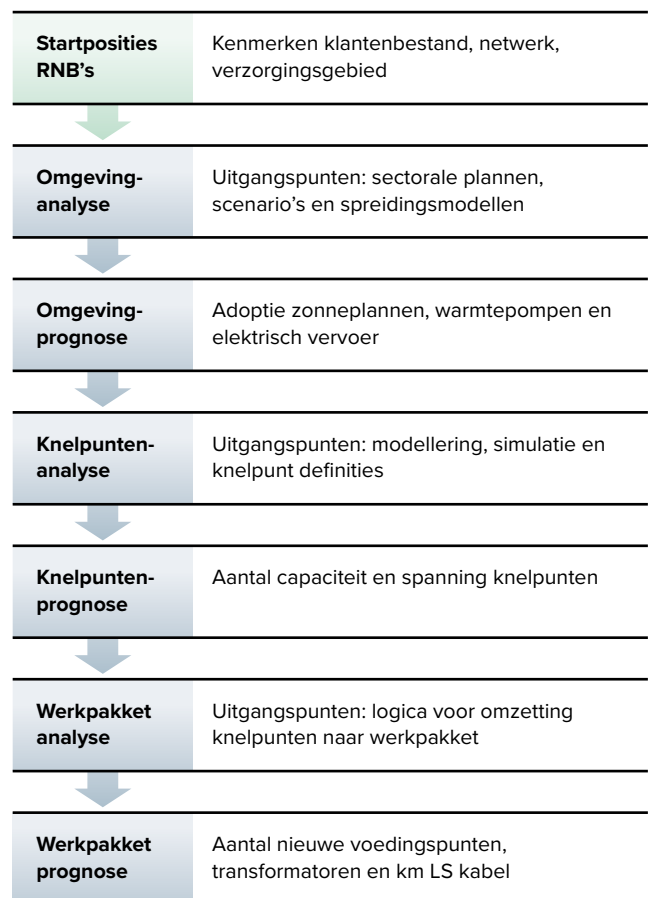 Startposities
RNB's
Kenmerken klantenbestand, netwerk,
verzorgingsgebied
Omgeving-
analyse
Uitgangspunten: sectorale plannen,
scenario's en spreidingsmodellen
Omgeving-
prognose
Adoptie zonneplannen, warmtepompen en
elektrisch vervoer
Knelpunten-
analyse
Uitgangspunten: modellering, simulatie en
knelpunt definities
Knelpunten-
prognose
Aantal capaciteit en spanning knelpunten
Werkpakket
analyse
Uitgangspunten: logica voor omzetting
knelpunten naar werkpakket
Werkpakket
prognose
Aantal nieuwe voedingspunten,
transformatoren en km LS kabel